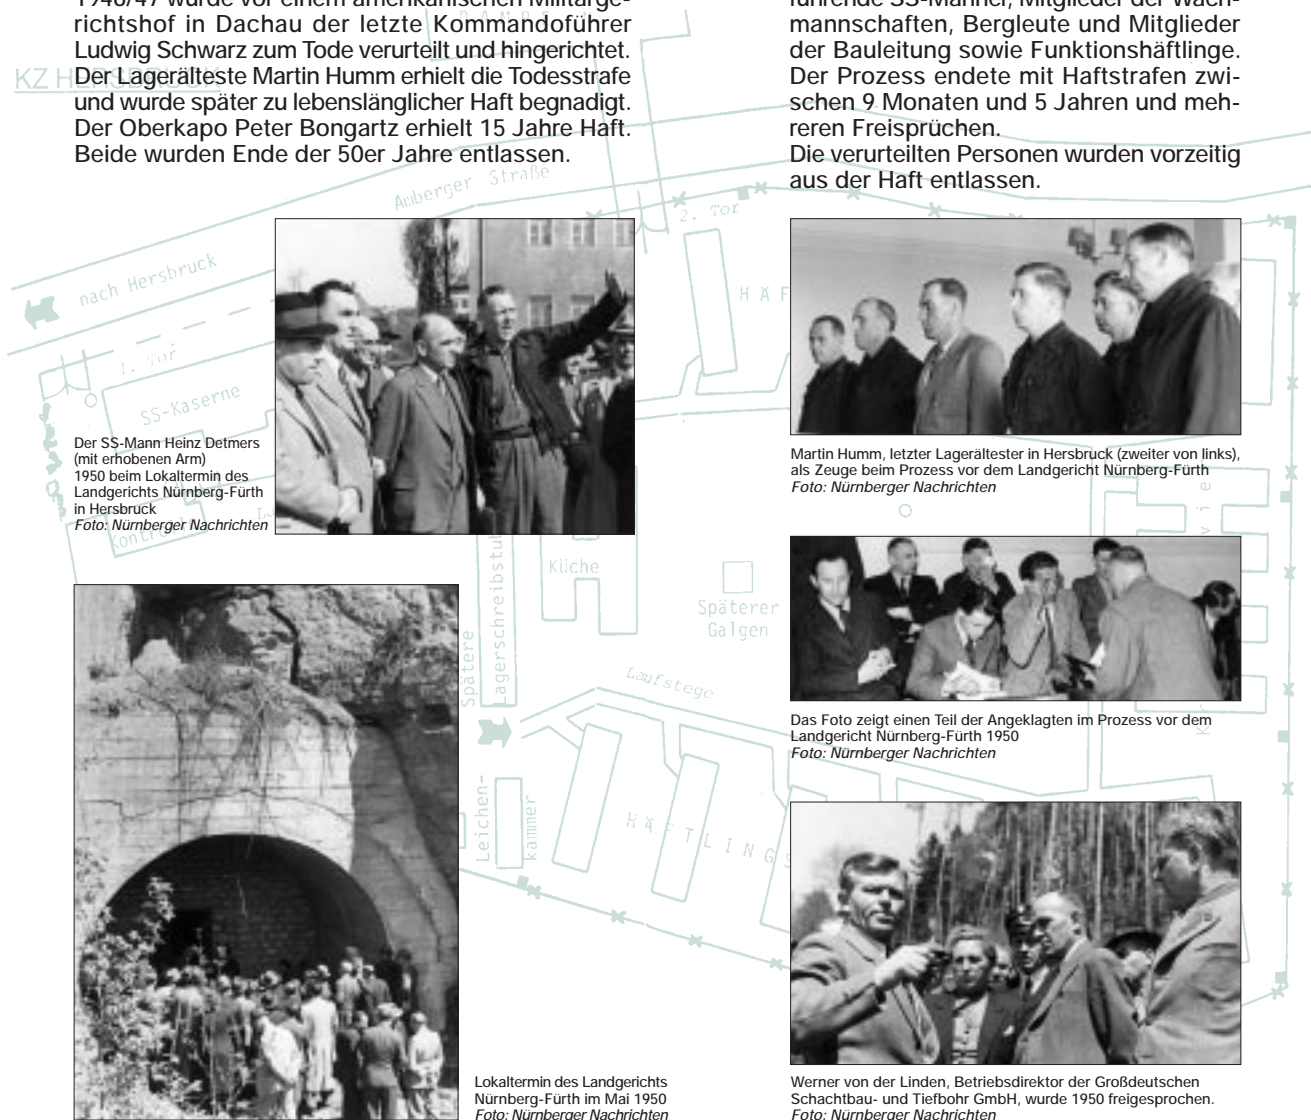 1946/47 wurde vor einem amerikanischen Militärge-
richtshof in Dachau der letzte Kommandoführer
Ludwig Schwarz zum Tode verurteilt und hingerichtet.
Der Lagerälteste Martin Humm erhielt die Todesstrafe
und wurde später zu lebenslänglicher Haft begnadigt.
Der Oberkapo Peter Bongartz erhielt 15 Jahre Haft.
Beide wurden Ende der 50er Jahre entlassen.
führende SS-Männer, Mitglieder der Wach-
mannschaften, Bergleute und Mitglieder
der Bauleitung sowie Funktionshäftlinge.
Der Prozess endete mit Haftstrafen zwi-
schen 9 Monaten und 5 Jahren und meh-
reren Freisprüchen.
Die verurteilten Personen wurden vorzeitig
aus der Haft entlassen.
KZ HERSBRUCK
Amberger Straße
2. Tor
nach Hersbruck
1. Tor
SS-Kaserne
HÄF
Der SS-Mann Heinz Detmers
(mit erhobenen Arm)
1950 beim Lokaltermin des
Landgerichts Nürnberg-Fürth
in Hersbruck
Foto: Nürnberger Nachrichten
Martin Humm, letzter Lagerältester in Hersbruck (zweiter von links),
als Zeuge beim Prozess vor dem Landgericht Nürnberg-Fürth
Foto: Nürnberger Nachrichten
Küche
Späterer
Galgen
Spätere
Lagerschreibstub
Laufstege
Das Foto zeigt einen Teil der Angeklagten im Prozess vor dem
Landgericht Nürnberg-Fürth 1950
Foto: Nürnberger Nachrichten
Leichen-
kammer
HÄFTLINGS
Lokaltermin des Landgerichts
Nürnberg-Fürth im Mai 1950
Foto: Nürnberger Nachrichten
Werner von der Linden, Betriebsdirektor der Großdeutschen
Schachtbau- und Tiefbohr GmbH, wurde 1950 freigesprochen.
Foto: Nürnberger Nachrichten